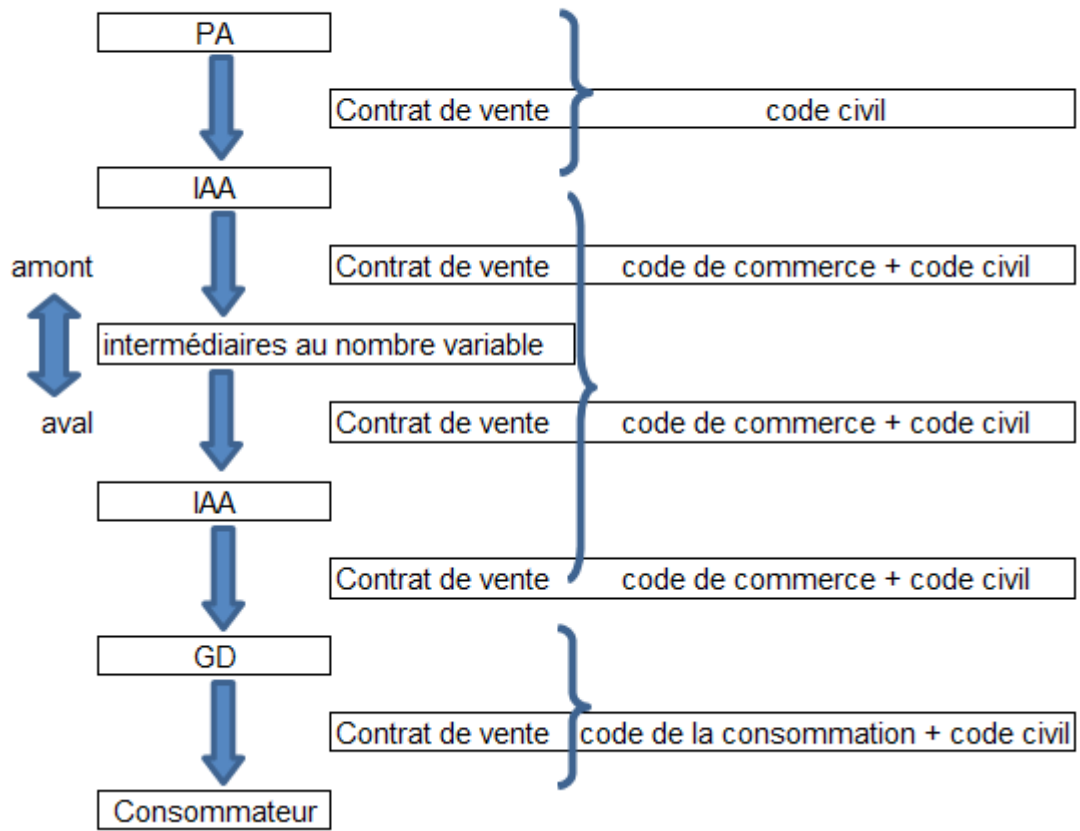 PA
Contrat de vente code civil
IAA
amont
Contrat de vente code de commerce + code civil
intermédiaires au nombre variable
aval
Contrat de vente code de commerce + code civil
IAA
Contrat de vente code de commerce + code civil
GD
Contrat de vente code de la consommation + code civil
Consommateur